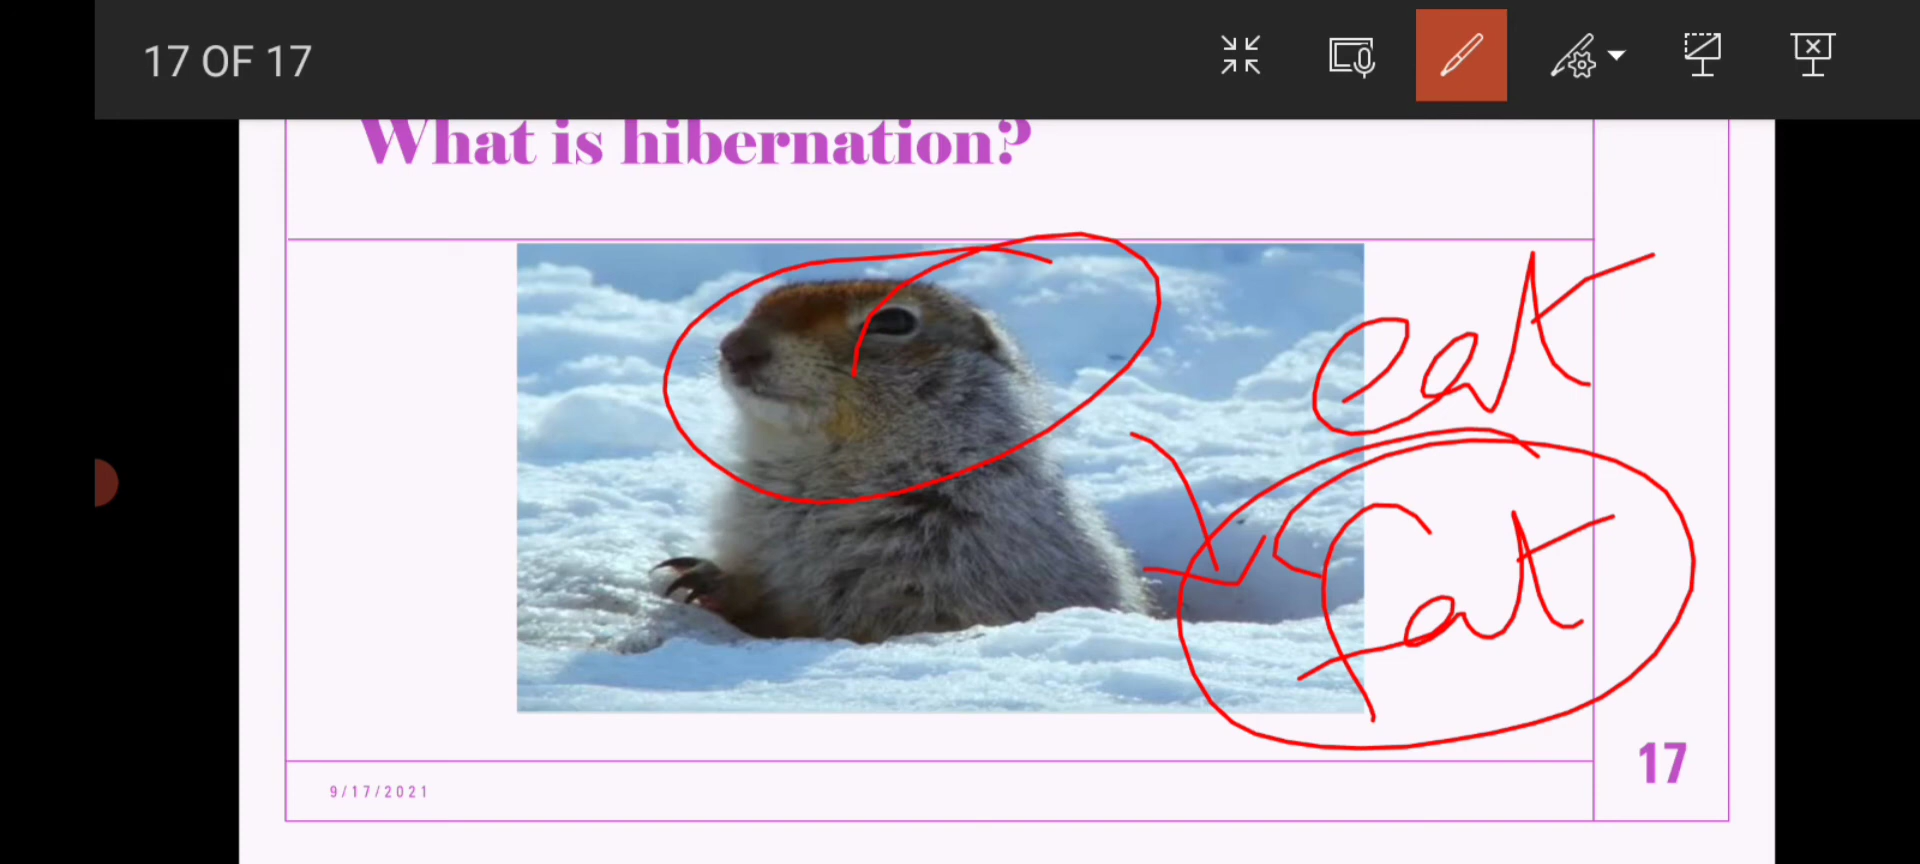 17 OF 17
What is hibernation?
eat
fat
9/17/2021
17